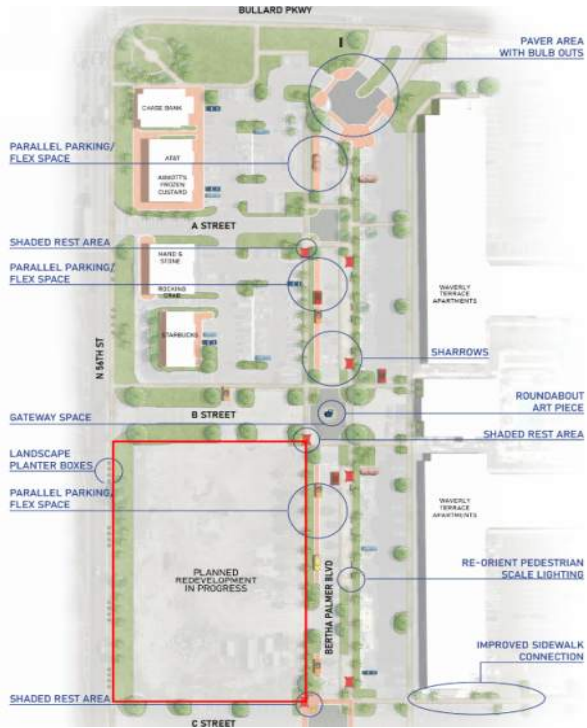 BULLARD PKWY
PAVER AREA
WITH BULB OUTS
CHASE BANK
PARALLEL PARKING/
FLEX SPACE
AT&T
ABBOTT'S
FROZEN
CUSTARD
A STREET
SHADED REST AREA
HAND &
STONE
PARALLEL PARKING/
FLEX SPACE
ROCKING
CRAB
WAVERLY
TERRACE
APARTMENTS
STARBUCKS
SHARROWS
N 56TH ST
B STREET
ROUNDABOUT
ART PIECE
GATEWAY SPACE
SHADED REST AREA
LANDSCAPE
PLANTER BOXES
PARALLEL PARKING/
FLEX SPACE
WAVERLY
TERRACE
APARTMENTS
PLANNED
REDEVELOPMENT
IN PROGRESS
BERTHA PALMER BLVD
RE-ORIENT PEDESTRIAN
SCALE LIGHTING
IMPROVED SIDEWALK
CONNECTION
SHADED REST AREA
C STREET